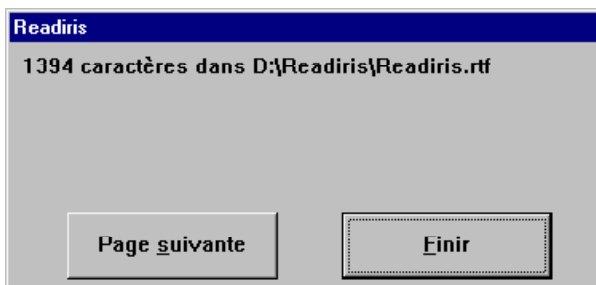 Readiris
1394 caractères dans D:\Readiris\Readiris.rtf
Page suivante
Finir